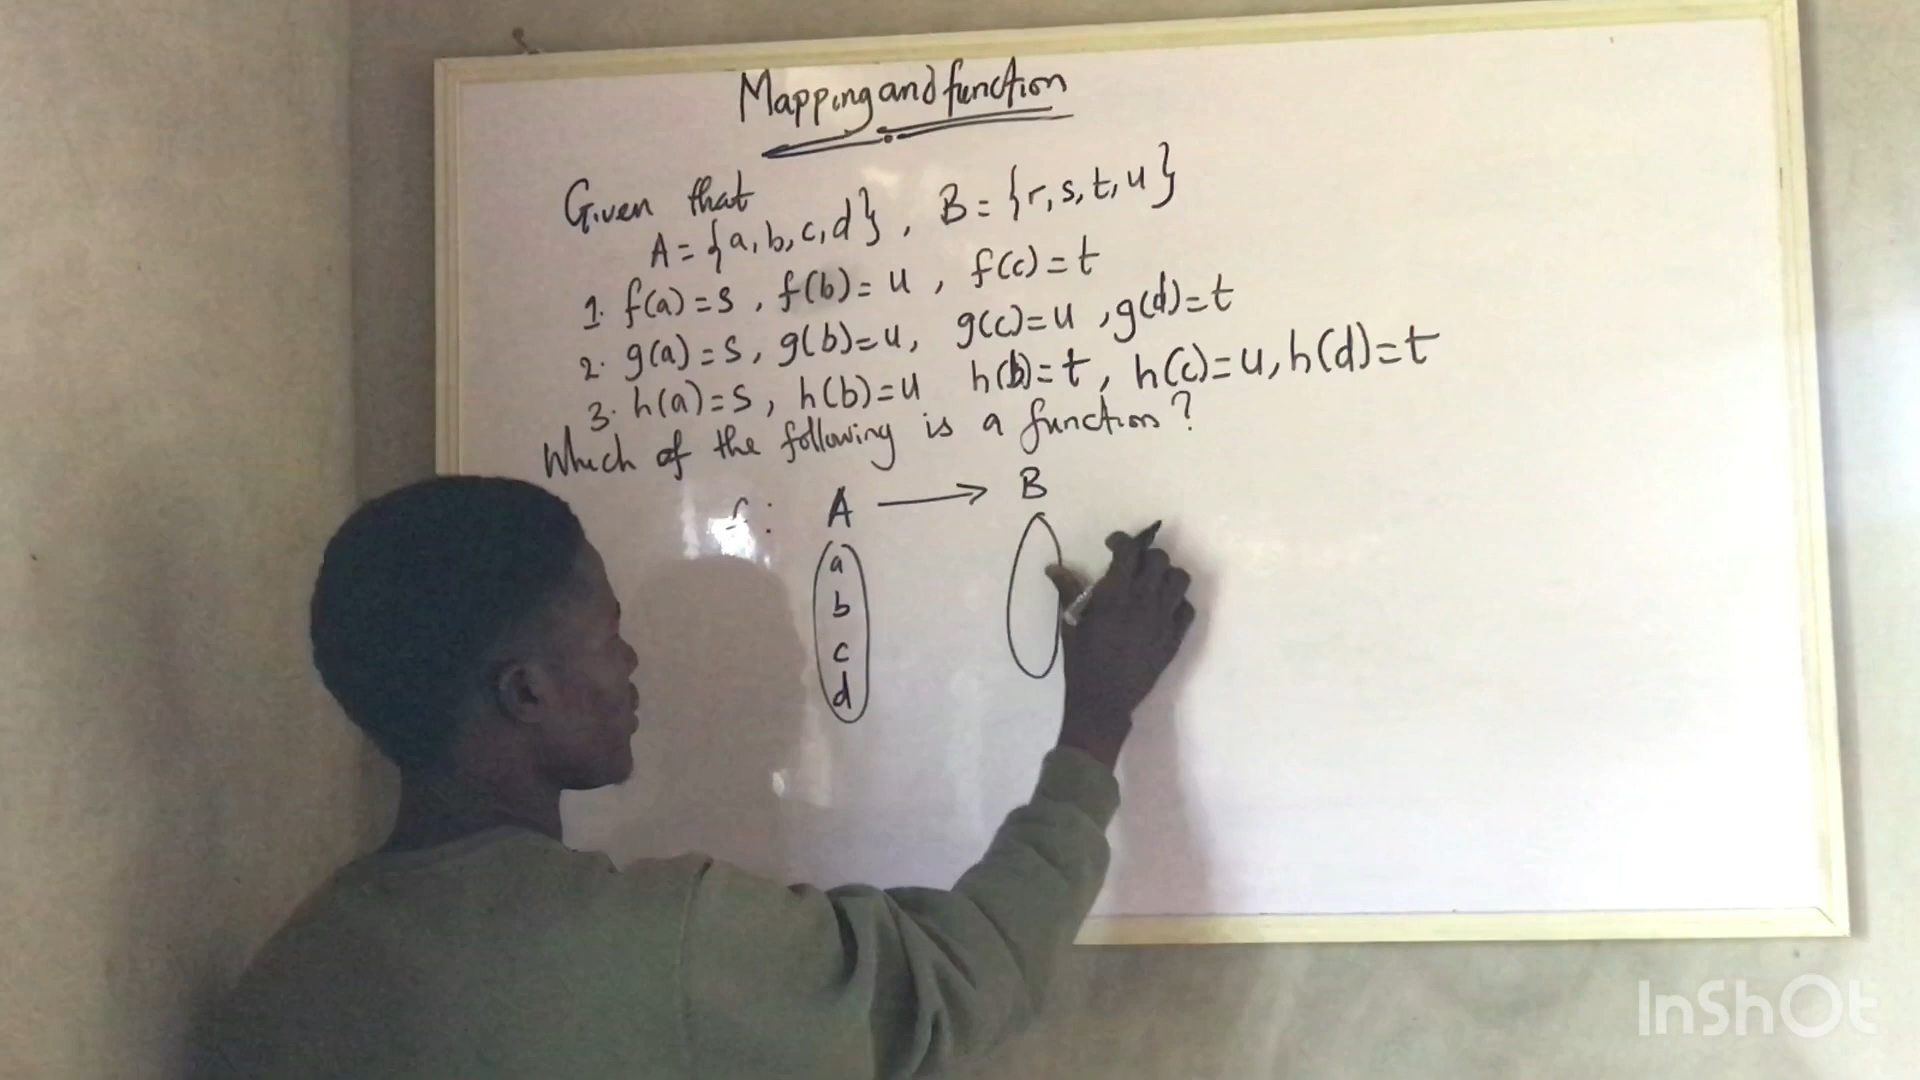 Mapping and function
Given that
A = {a, b, c, d}, B = {r, s, t, u}
1. f(a) = s, f(b) = u, f(c) = t
2. g(a) = s, g(b) = u, g(c) = u, g(d) = t
3. h(a) = s, h(b) = u h(b) = t, h(c) = u, h(d) = t
Which of the following is a function?
f: A → B
a
b
c
d
InShOt